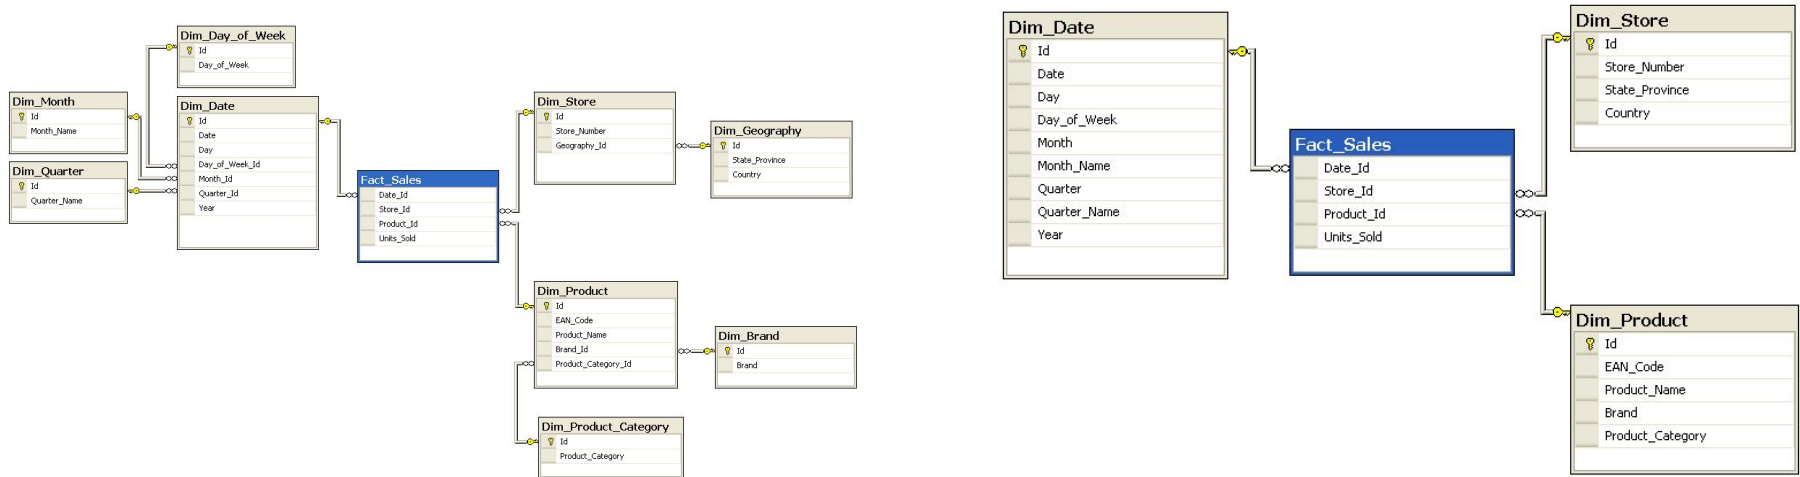 Dim_Day_of_Week
Id
Day_of_Week
Dim_Month
Id
Month_Name
Dim_Quarter
Id
Quarter_Name
Dim_Date
Id
Date
Day
Day_of_Week_Id
Month_Id
Quarter_Id
Year
Fact_Sales
Date_Id
Store_Id
Product_Id
Units_Sold
Dim_Store
Id
Store_Number
Geography_Id
Dim_Geography
Id
State_Province
Country
Dim_Product
Id
EAN_Code
Product_Name
Brand_Id
Product_Category_Id
Dim_Brand
Id
Brand
Dim_Product_Category
Id
Product_Category
Dim_Date
Id
Date
Day
Day_of_Week
Month
Month_Name
Quarter
Quarter_Name
Year
Fact_Sales
Date_Id
Store_Id
Product_Id
Units_Sold
Dim_Store
Id
Store_Number
State_Province
Country
Dim_Product
Id
EAN_Code
Product_Name
Brand
Product_Category